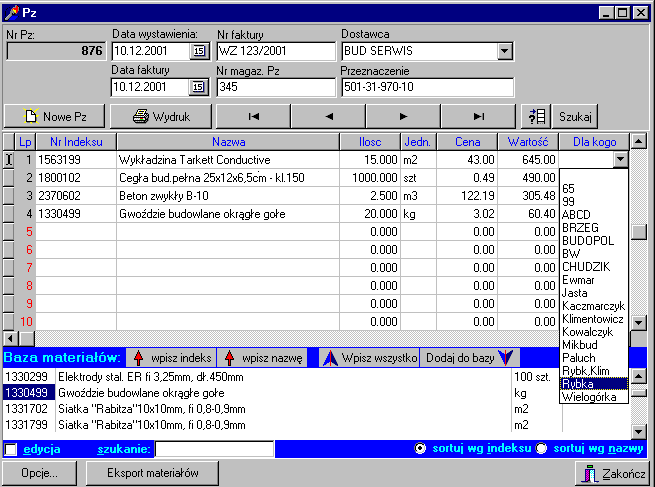 Pz
Nr Pz: Data wystawienia: Nr faktury Dostawca
876 10.12.2001 15 WZ 123/2001 BUD SERWIS
Data faktury Nr magaz. Pz Przeznaczenie
10.12.2001 15 345 501-31-970-10
Nowe Pz Wydruk Szukaj
Lp Nr Indeksu Nazwa Ilosc Jedn. Cena Wartość Dla kogo
1 1563199 Wykładzina Tarkett Conductive 15.000 m2 43.00 645.00
2 1800102 Cegła bud.pełna 25x12x6,5cm - kl.150 1000.000 szt 0.49 490.00
3 2370602 Beton zwykły B-10 2.500 m3 122.19 305.48
4 1330499 Gwoździe budowlane okrągłe gołe 20.000 kg 3.02 60.40
5 0.000 0.00 0.00
6 0.000 0.00 0.00
7 0.000 0.00 0.00
8 0.000 0.00 0.00
9 0.000 0.00 0.00
10 0.000 0.00 0.00
65
99
ABCD
BRZEG
BUDOPOL
BW
CHUDZIK
Ewmar
Jasta
Kaczmarczyk
Klimentowicz
Kowalczyk
Mikbud
Paluch
Rybk,Klim
Rybka
Wielogórka
Baza materiałów: wpisz indeks wpisz nazwę Wpisz wszystko Dodaj do bazy
1330299 Elektrody stal. ER fi 3,25mm, dł.450mm 100 szt.
1330499 Gwoździe budowlane okrągłe gołe kg
1331702 Siatka "Rabitza"10x10mm, fi 0,8-0,9mm m2
1331799 Siatka "Rabitza"10x10mm, fi 0,8-0,9mm m2
edycja szukanie: sortuj wg indeksu sortuj wg nazwy
Opcje... Eksport materiałów Zakończ